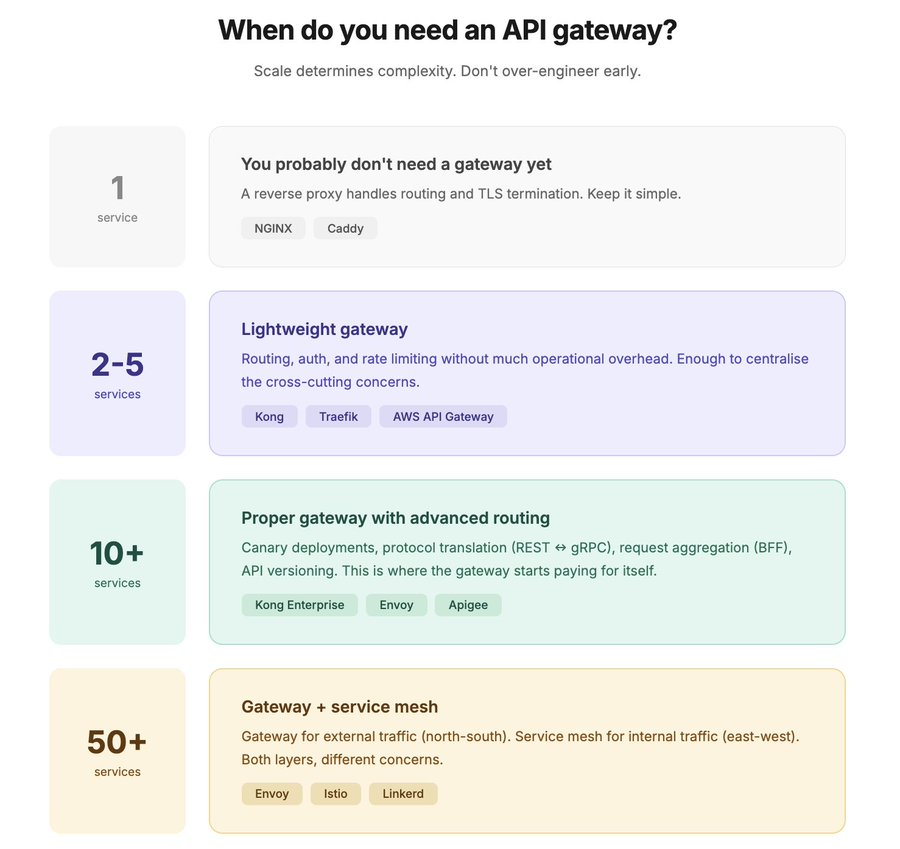 When do you need an API gateway?
Scale determines complexity. Don't over-engineer early.
1
service
You probably don't need a gateway yet
A reverse proxy handles routing and TLS termination. Keep it simple.
NGINX Caddy
2-5
services
Lightweight gateway
Routing, auth, and rate limiting without much operational overhead. Enough to centralise
the cross-cutting concerns.
Kong Traefik AWS API Gateway
10+
services
Proper gateway with advanced routing
Canary deployments, protocol translation (REST ↔ gRPC), request aggregation (BFF),
API versioning. This is where the gateway starts paying for itself.
Kong Enterprise Envoy Apigee
50+
services
Gateway + service mesh
Gateway for external traffic (north-south). Service mesh for internal traffic (east-west).
Both layers, different concerns.
Envoy Istio Linkerd